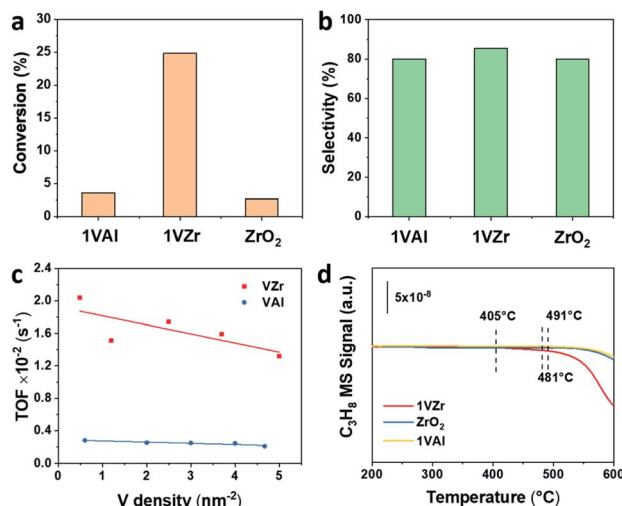 a
Conversion (%)
30
25
20
15
10
5
0
1VAl
1VZr
ZrO₂
b
Selectivity (%)
100
80
60
40
20
0
1VAl
1VZr
ZrO₂
c
TOF ×10⁻² (s⁻¹)
2.4
2.0
1.6
1.2
0.8
0.4
0.0
VZr
VAl
0
1
2
3
4
5
V density (nm⁻²)
d
C₃H₈ MS Signal (a.u.)
5x10⁻⁸
405°C
491°C
481°C
1VZr
ZrO₂
1VAl
200
300
400
500
600
Temperature (°C)